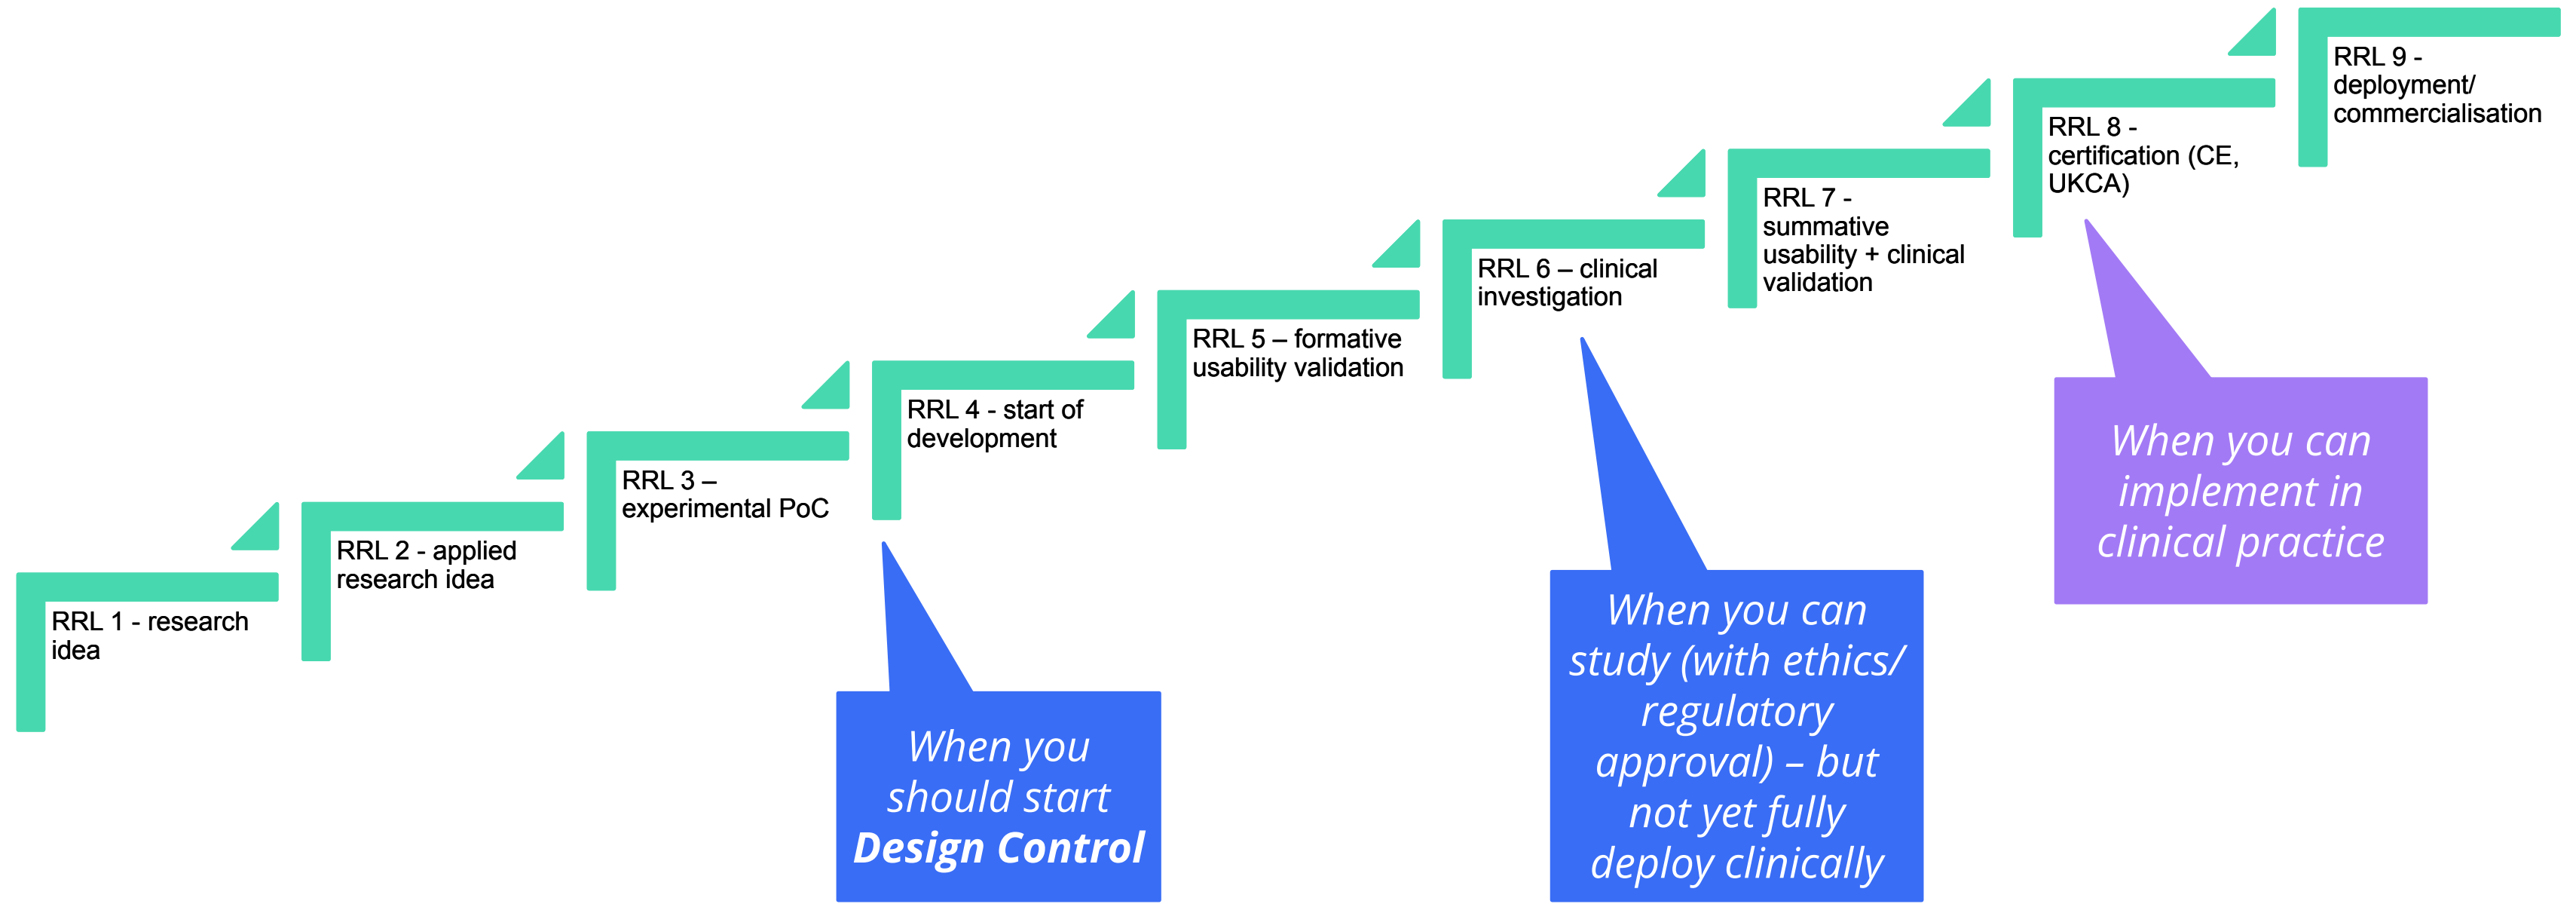 RRL 1 - research
idea
RRL 2 - applied
research idea
RRL 3 –
experimental PoC
RRL 4 - start of
development
RRL 5 – formative
usability validation
RRL 6 – clinical
investigation
RRL 7 -
summative
usability + clinical
validation
RRL 8 -
certification (CE,
UKCA)
RRL 9 -
deployment/
commercialisation
When you
should start
Design Control
When you can
study (with ethics/
regulatory
approval) – but
not yet fully
deploy clinically
When you can
implement in
clinical practice